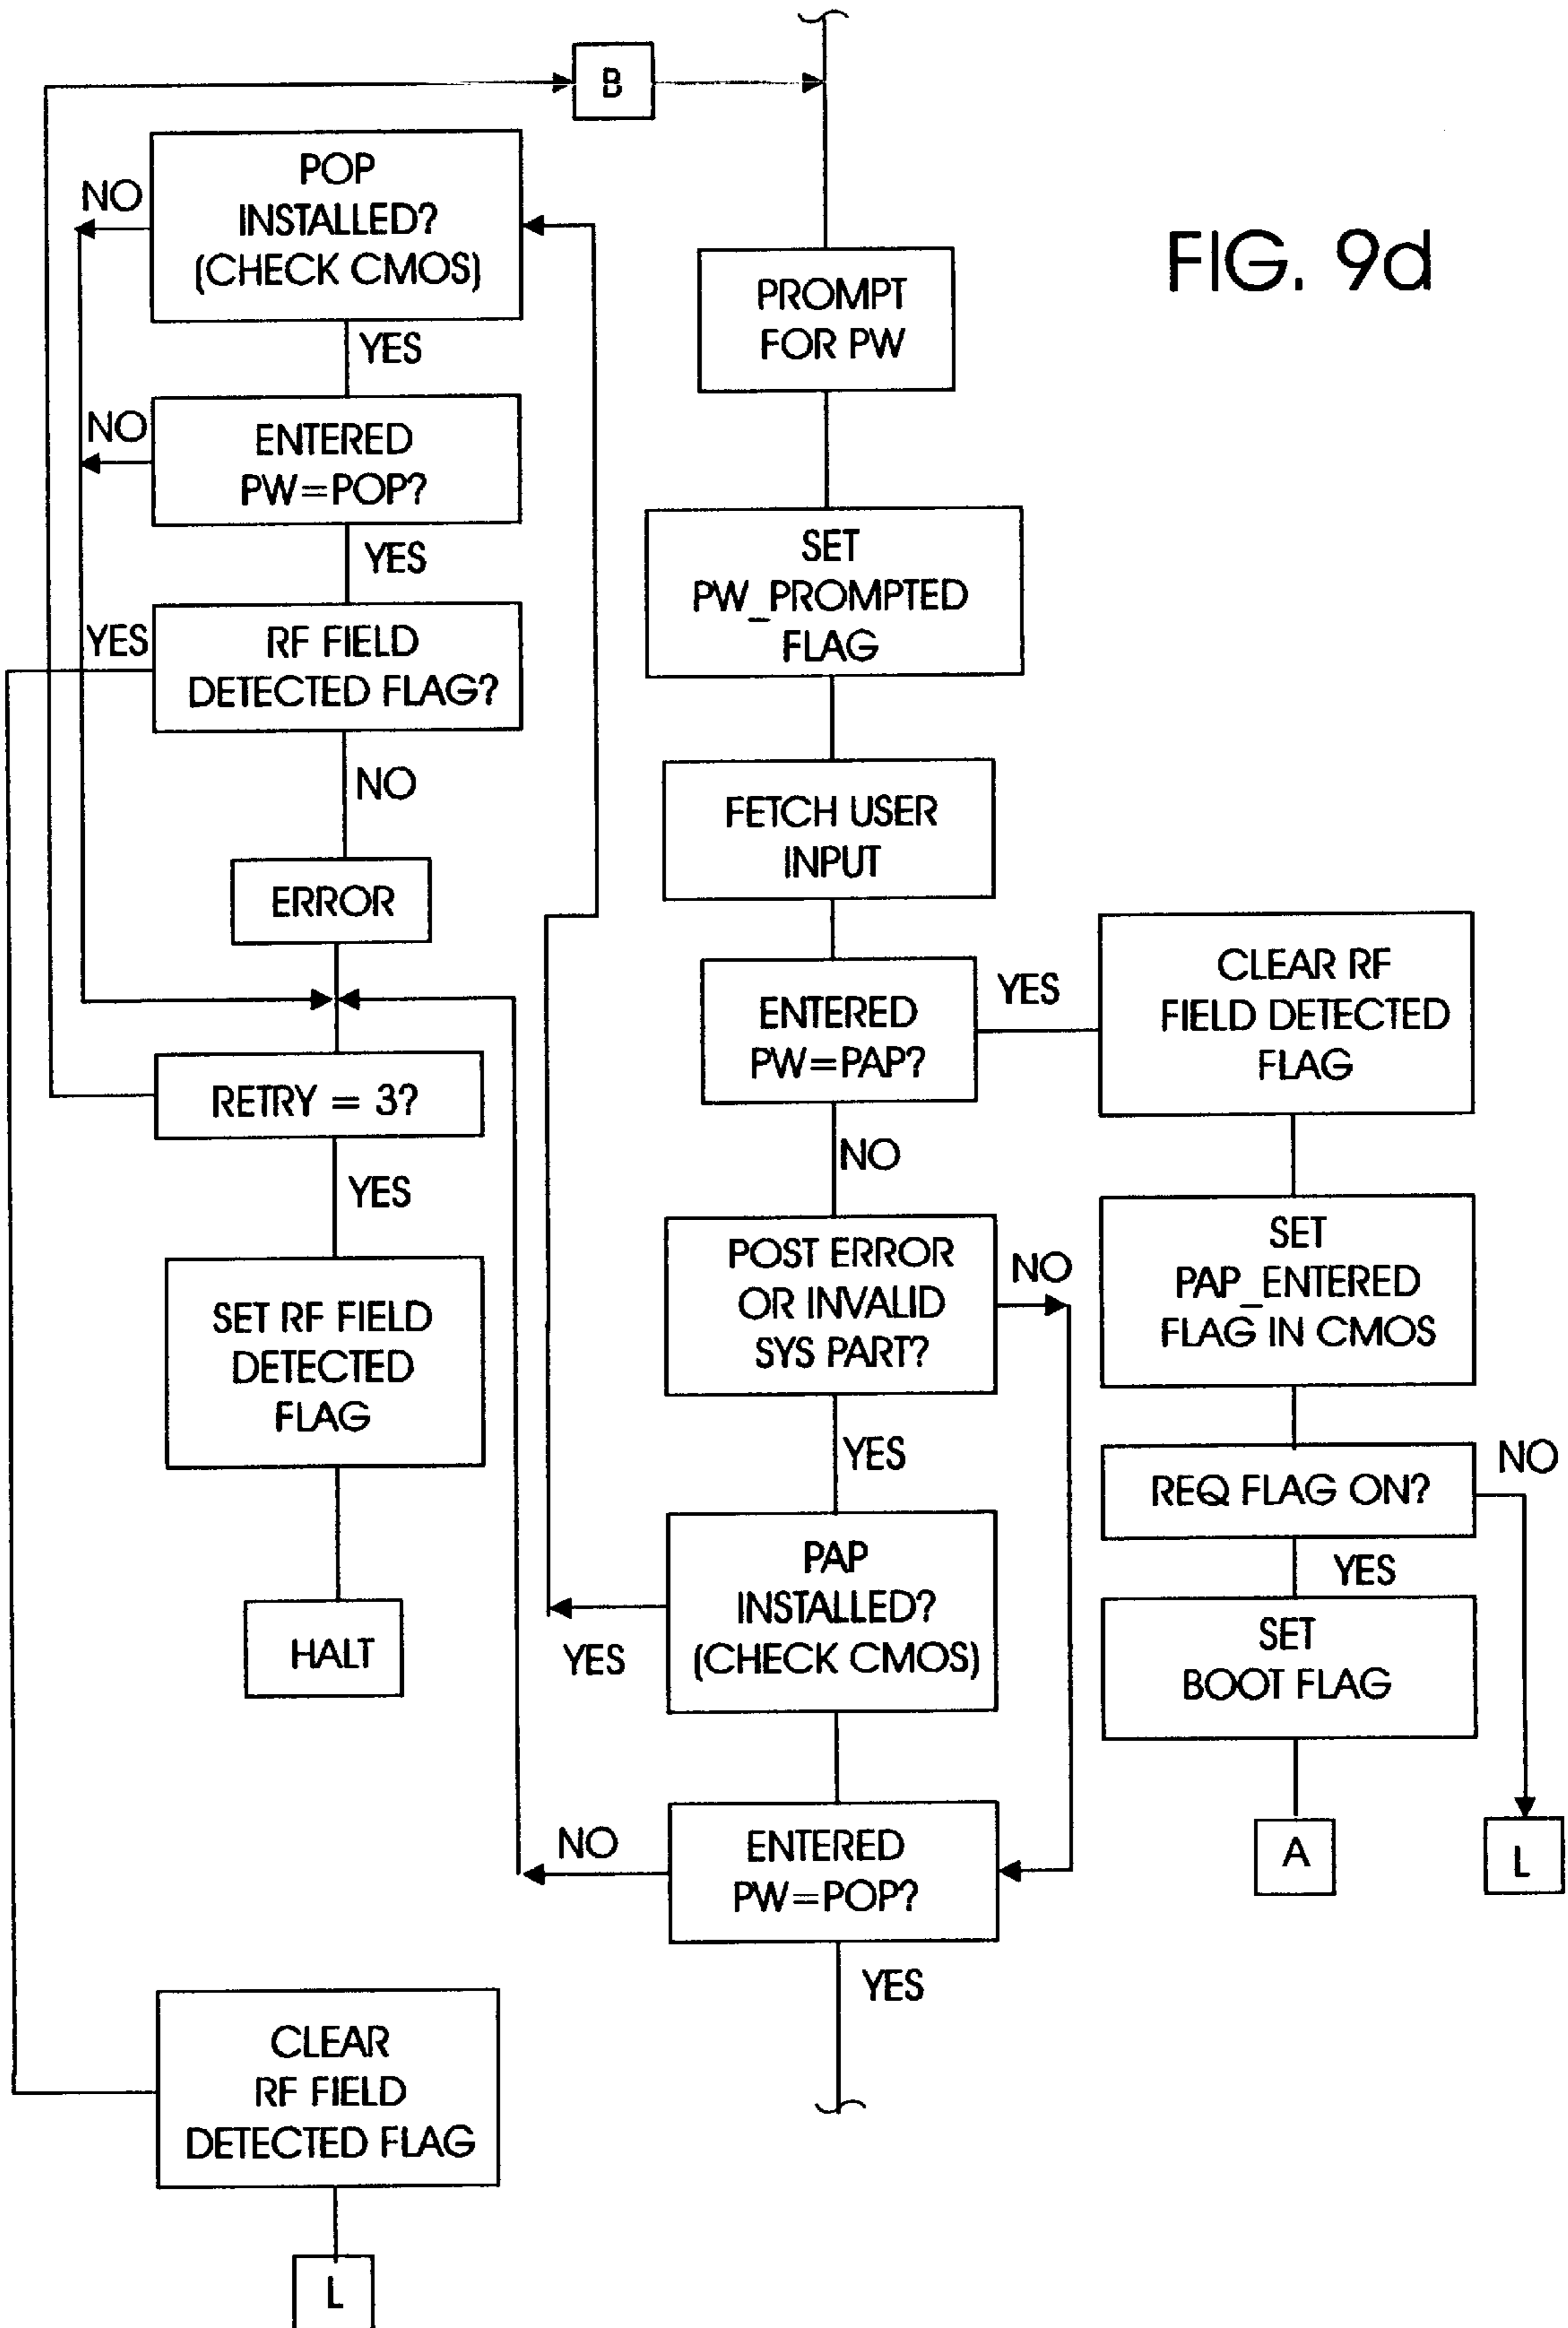 B
FIG. 9d
POP
INSTALLED?
(CHECK CMOS)
NO
YES
ENTERED
PW=POP?
NO
YES
RF FIELD
DETECTED FLAG?
YES
NO
ERROR
RETRY = 3?
YES
SET RF FIELD
DETECTED
FLAG
HALT
CLEAR
RF FIELD
DETECTED FLAG
L
PROMPT
FOR PW
SET
PW_PROMPTED
FLAG
FETCH USER
INPUT
ENTERED
PW=PAP?
YES
NO
POST ERROR
OR INVALID
SYS PART?
NO
YES
PAP
INSTALLED?
(CHECK CMOS)
YES
ENTERED
PW=POP?
NO
YES
CLEAR RF
FIELD DETECTED
FLAG
SET
PAP_ENTERED
FLAG IN CMOS
REQ FLAG ON?
NO
YES
SET
BOOT FLAG
A
L